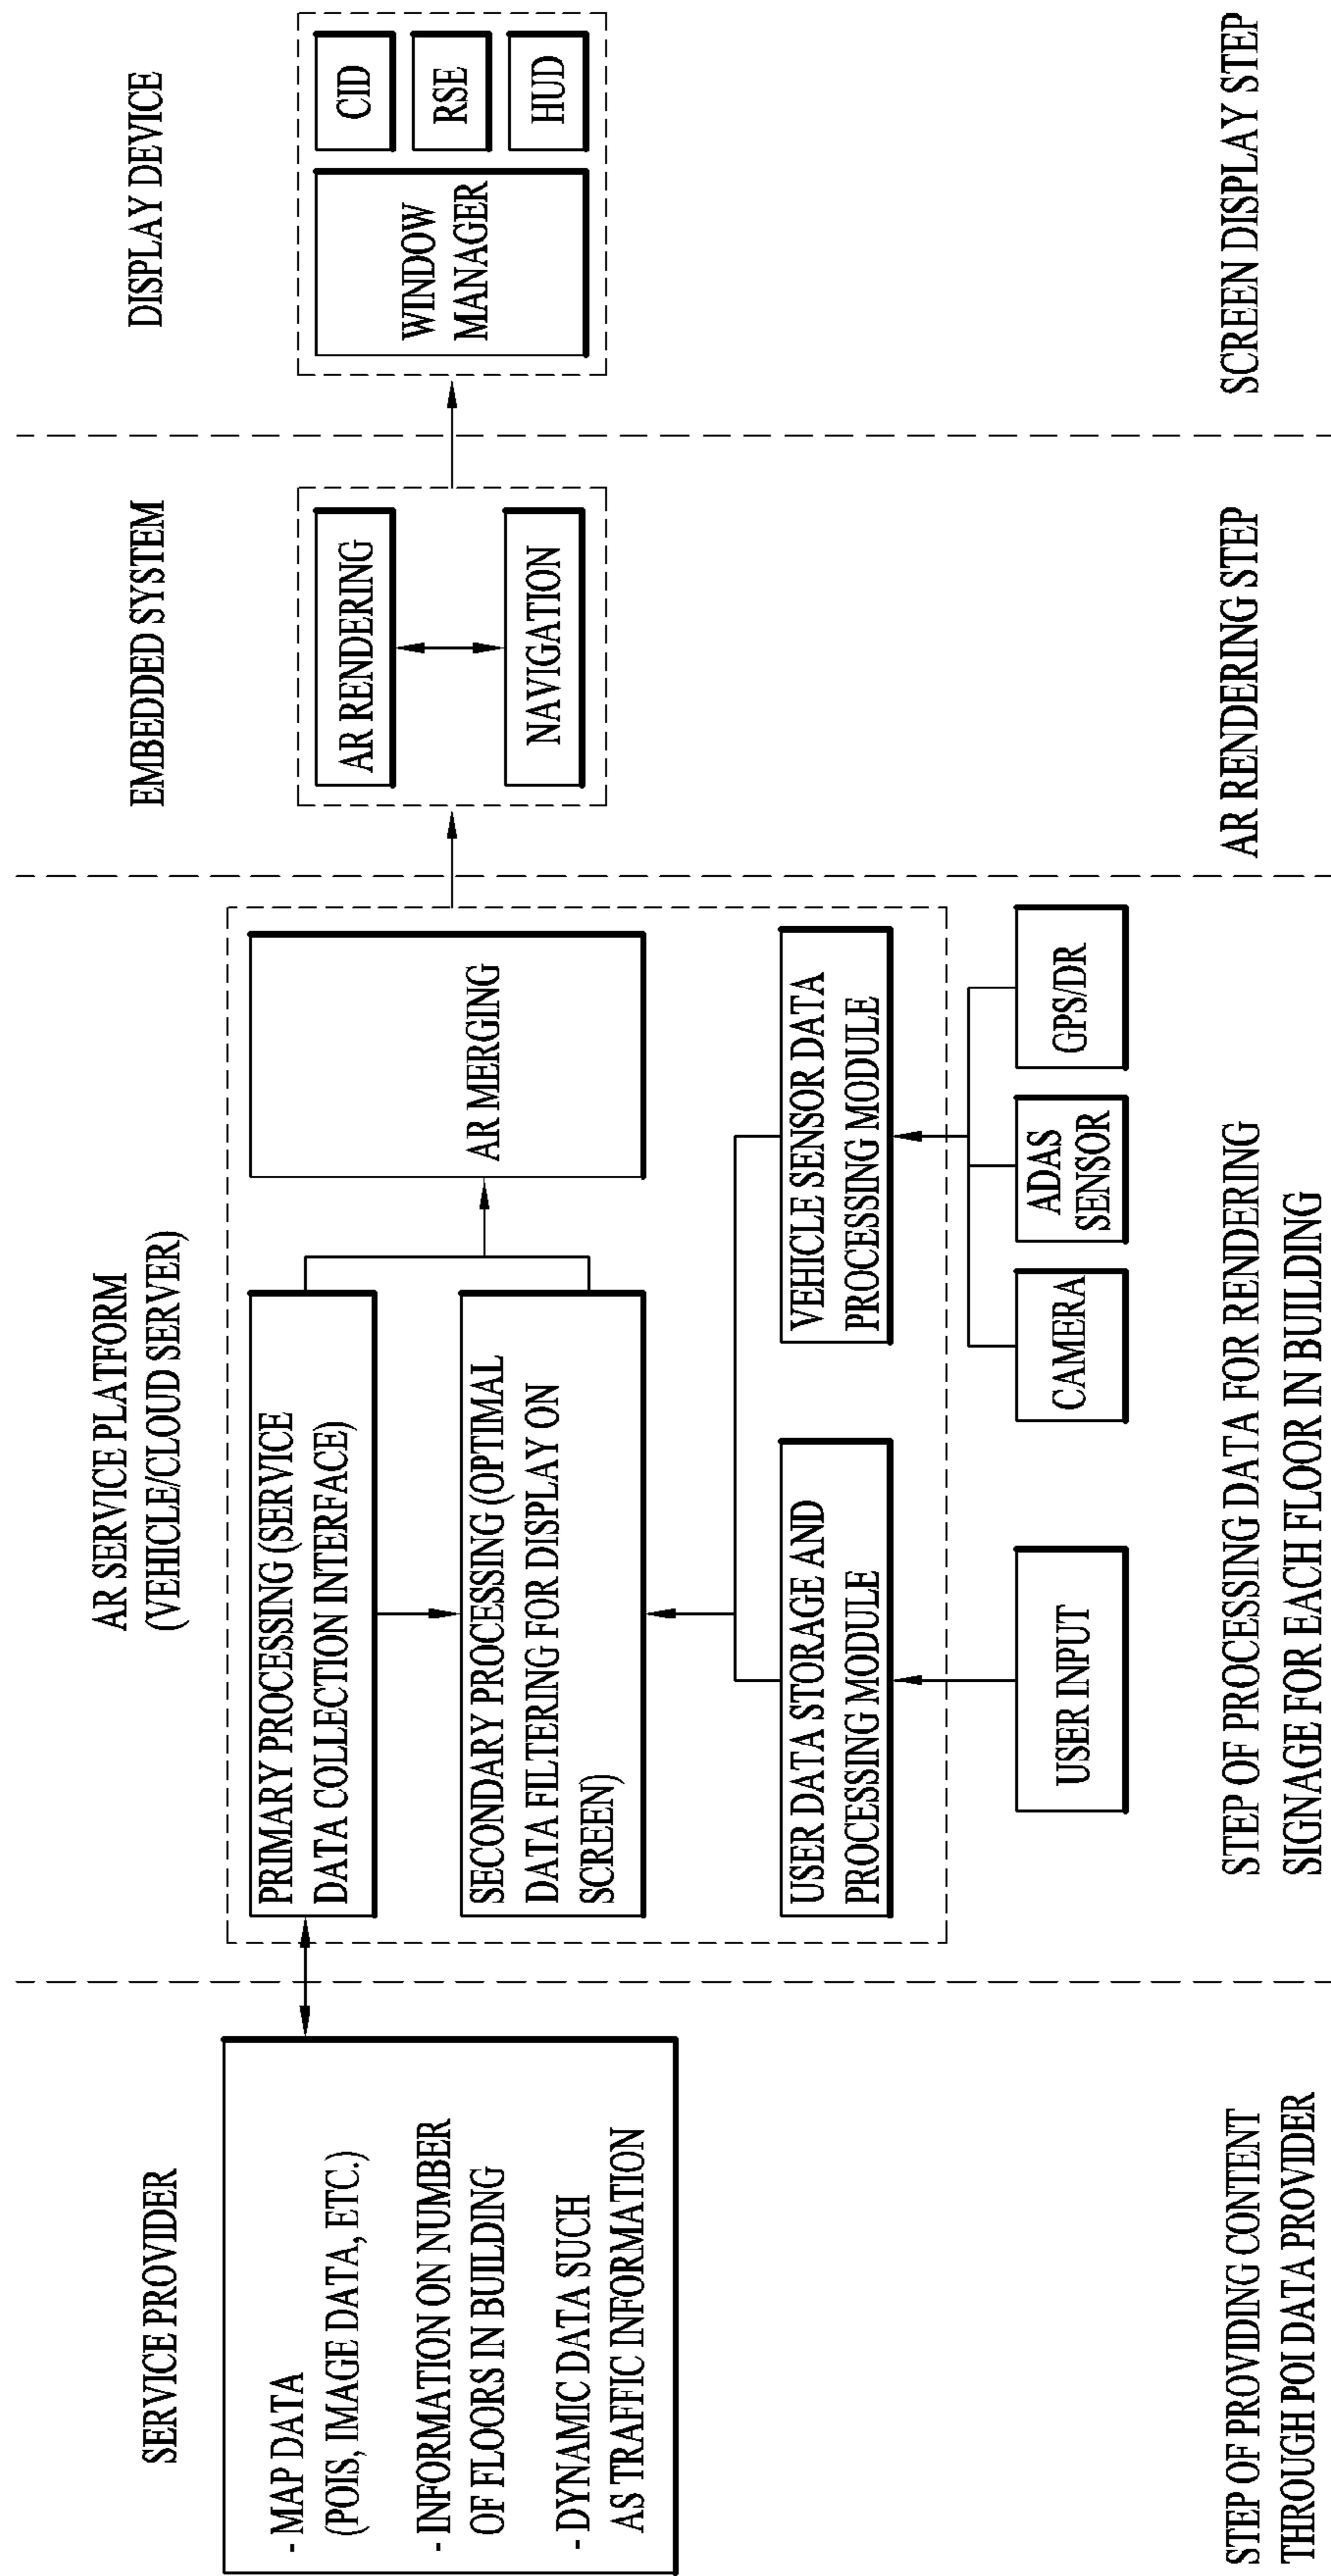 SERVICE PROVIDER
- MAP DATA
(POIS, IMAGE DATA, ETC.)
- INFORMATION ON NUMBER
OF FLOORS IN BUILDING
- DYNAMIC DATA SUCH
AS TRAFFIC INFORMATION
STEP OF PROVIDING CONTENT
THROUGH POI DATA PROVIDER
AR SERVICE PLATFORM
(VEHICLE/CLOUD SERVER)
PRIMARY PROCESSING (SERVICE
DATA COLLECTION INTERFACE)
SECONDARY PROCESSING (OPTIMAL
DATA FILTERING FOR DISPLAY ON
SCREEN)
AR MERGING
USER DATA STORAGE AND
PROCESSING MODULE
VEHICLE SENSOR DATA
PROCESSING MODULE
USER INPUT
CAMERA
ADAS
SENSOR
GPS/DR
STEP OF PROCESSING DATA FOR RENDERING
SIGNAGE FOR EACH FLOOR IN BUILDING
EMBEDDED SYSTEM
AR RENDERING
NAVIGATION
AR RENDERING STEP
DISPLAY DEVICE
WINDOW
MANAGER
CID
RSE
HUD
SCREEN DISPLAY STEP